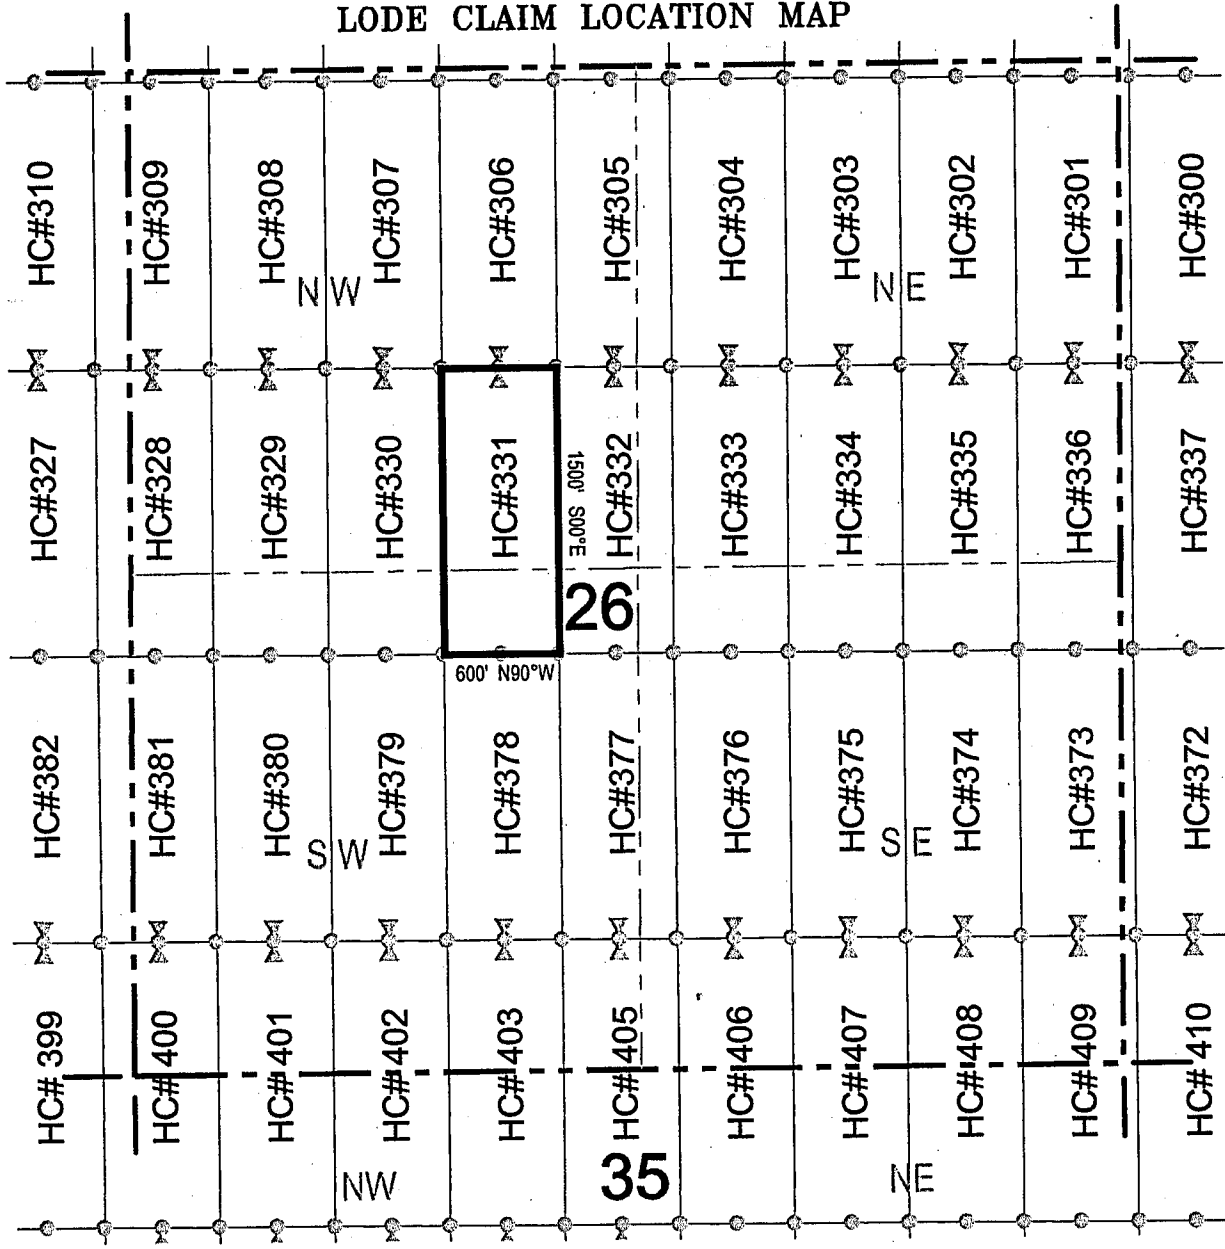 LODE CLAIM LOCATION MAP
HC#310 HC#309 HC#308 HC#307 HC#306 HC#305 HC#304 HC#303 HC#302 HC#301 HC#300
NW NE
HC#327 HC#328 HC#329 HC#330 HC#331 1500' S00°E HC#332 HC#333 HC#334 HC#335 HC#336 HC#337
26
600' N90°W
HC#382 HC#381 HC#380 HC#379 HC#378 HC#377 HC#376 HC#375 HC#374 HC#373 HC#372
SW SE
HC#399 HC#400 HC#401 HC#402 HC#403 HC#405 HC#406 HC#407 HC#408 HC#409 HC#410
NW 35 NE